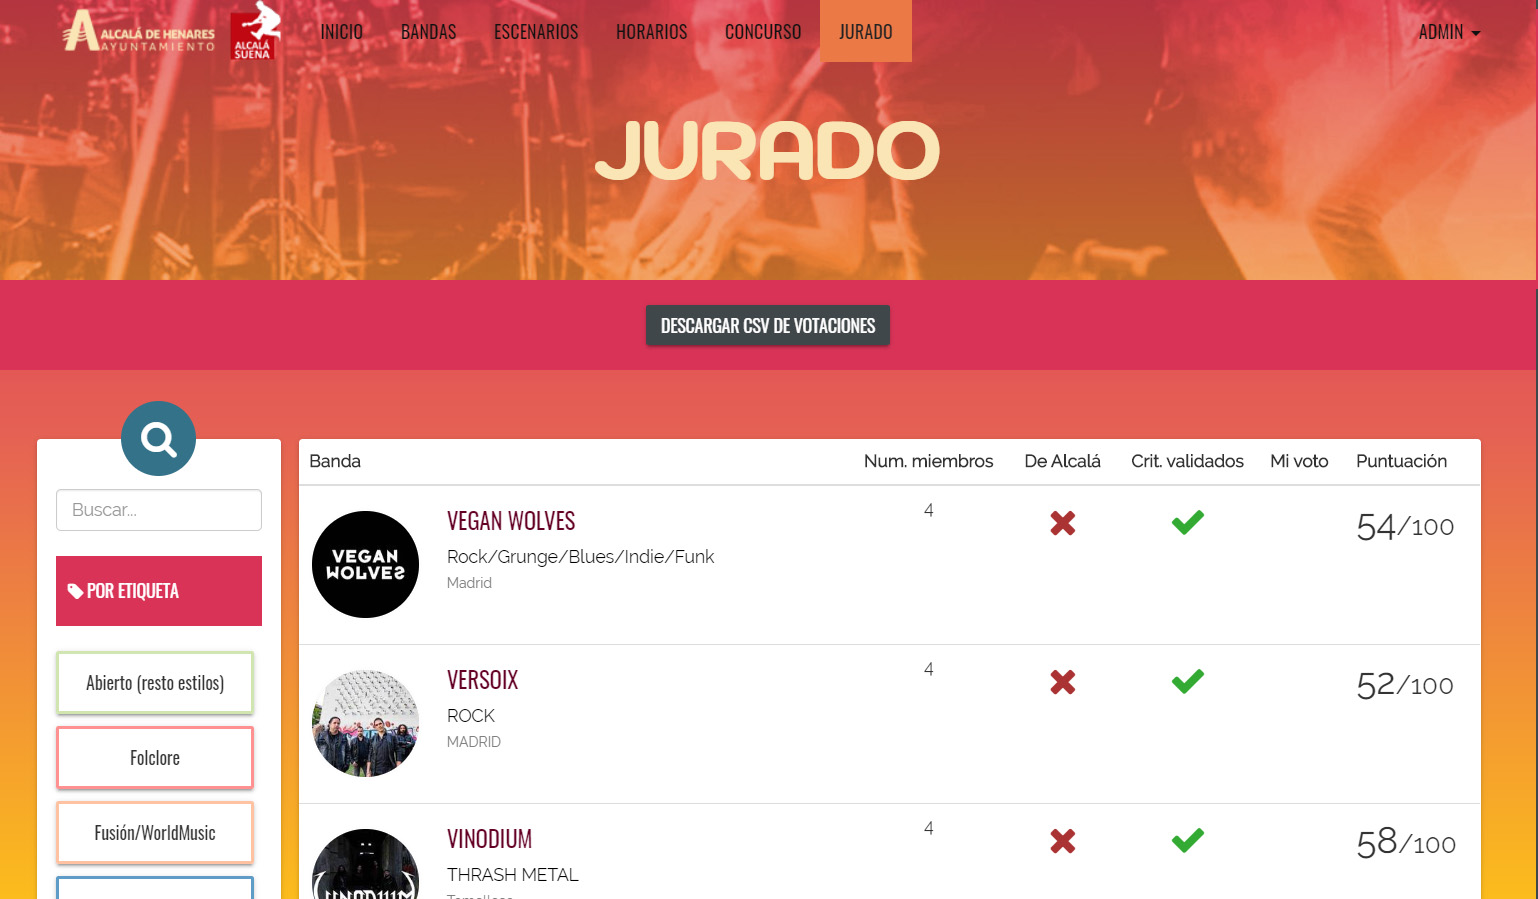 ALCALÁ DE HENARES
AYUNTAMIENTO
ALCALÁ
SUENA
INICIO BANDAS ESCENARIOS HORARIOS CONCURSO JURADO ADMIN
JURADO
DESCARGAR CSV DE VOTACIONES
Buscar...
POR ETIQUETA
Abierto (resto estilos)
Folclore
Fusión/WorldMusic
Banda Num. miembros De Alcalá Crit. validados Mi voto Puntuación
VEGAN
WOLVES
VEGAN WOLVES 4 54/100
Rock/Grunge/Blues/Indie/Funk
Madrid
VERSOIX 4 52/100
ROCK
MADRID
VINODIUM
VINODIUM 4 58/100
THRASH METAL